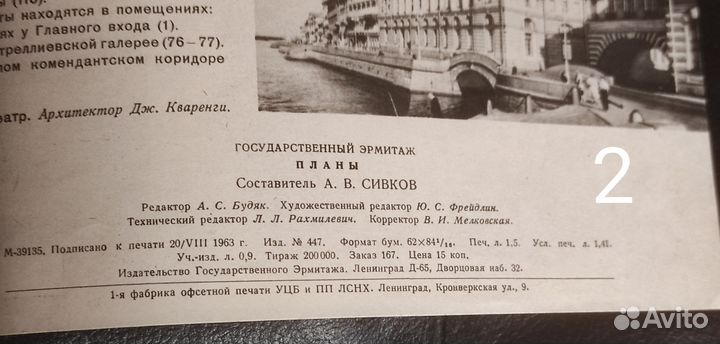 (118).
ты находятся в помещениях:
ях у Главного входа (1).
треллиевской галерее (76—77).
лом комендантском коридоре
атр. Архитектор Дж. Кваренги.
ГОСУДАРСТВЕННЫЙ ЭРМИТАЖ
ПЛАНЫ
Составитель А. В. СИВКОВ
Редактор А. С. Будяк. Художественный редактор Ю. С. Фрейдлин.
Технический редактор Л. Л. Рахмилевич. Корректор В. И. Мелковская.
М-39135. Подписано к печати 20/VIII 1963 г. Изд. № 447. Формат бум. 62×84¹/₁₆. Печ. л. 1,5. Усл. печ. л. 1,41.
Уч.-изд. л. 0,9. Тираж 200000. Заказ 167. Цена 15 коп.
Издательство Государственного Эрмитажа. Ленинград Д-65, Дворцовая наб. 32.
1-я фабрика офсетной печати УЦБ и ПП ЛСНХ. Ленинград, Кронверкская ул., 9.
2
Avito